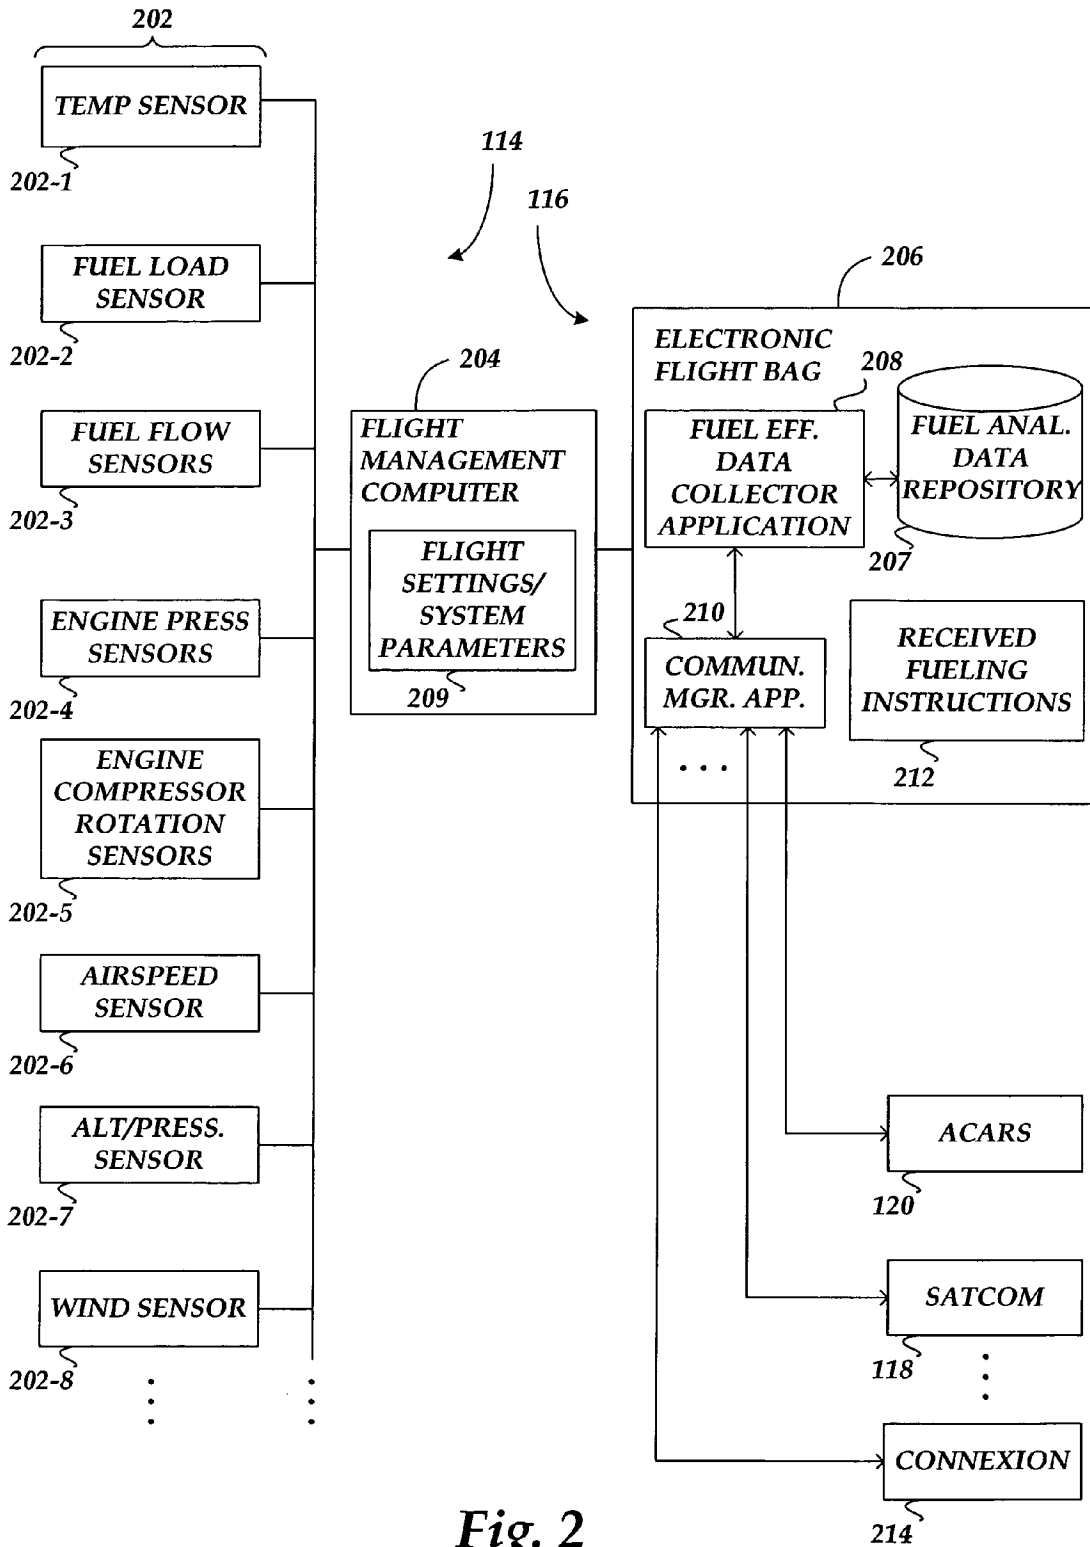 202
TEMP SENSOR
202-1
FUEL LOAD
SENSOR
202-2
FUEL FLOW
SENSORS
202-3
ENGINE PRESS
SENSORS
202-4
ENGINE
COMPRESSOR
ROTATION
SENSORS
202-5
AIRSPEED
SENSOR
202-6
ALT/PRESS.
SENSOR
202-7
WIND SENSOR
202-8
114
116
204
FLIGHT
MANAGEMENT
COMPUTER
FLIGHT
SETTINGS/
SYSTEM
PARAMETERS
209
206
ELECTRONIC
FLIGHT BAG
208
FUEL EFF.
DATA
COLLECTOR
APPLICATION
FUEL ANAL.
DATA
REPOSITORY
207
210
COMMUN.
MGR. APP.
RECEIVED
FUELING
INSTRUCTIONS
212
ACARS
120
SATCOM
118
CONNEXION
214
Fig. 2